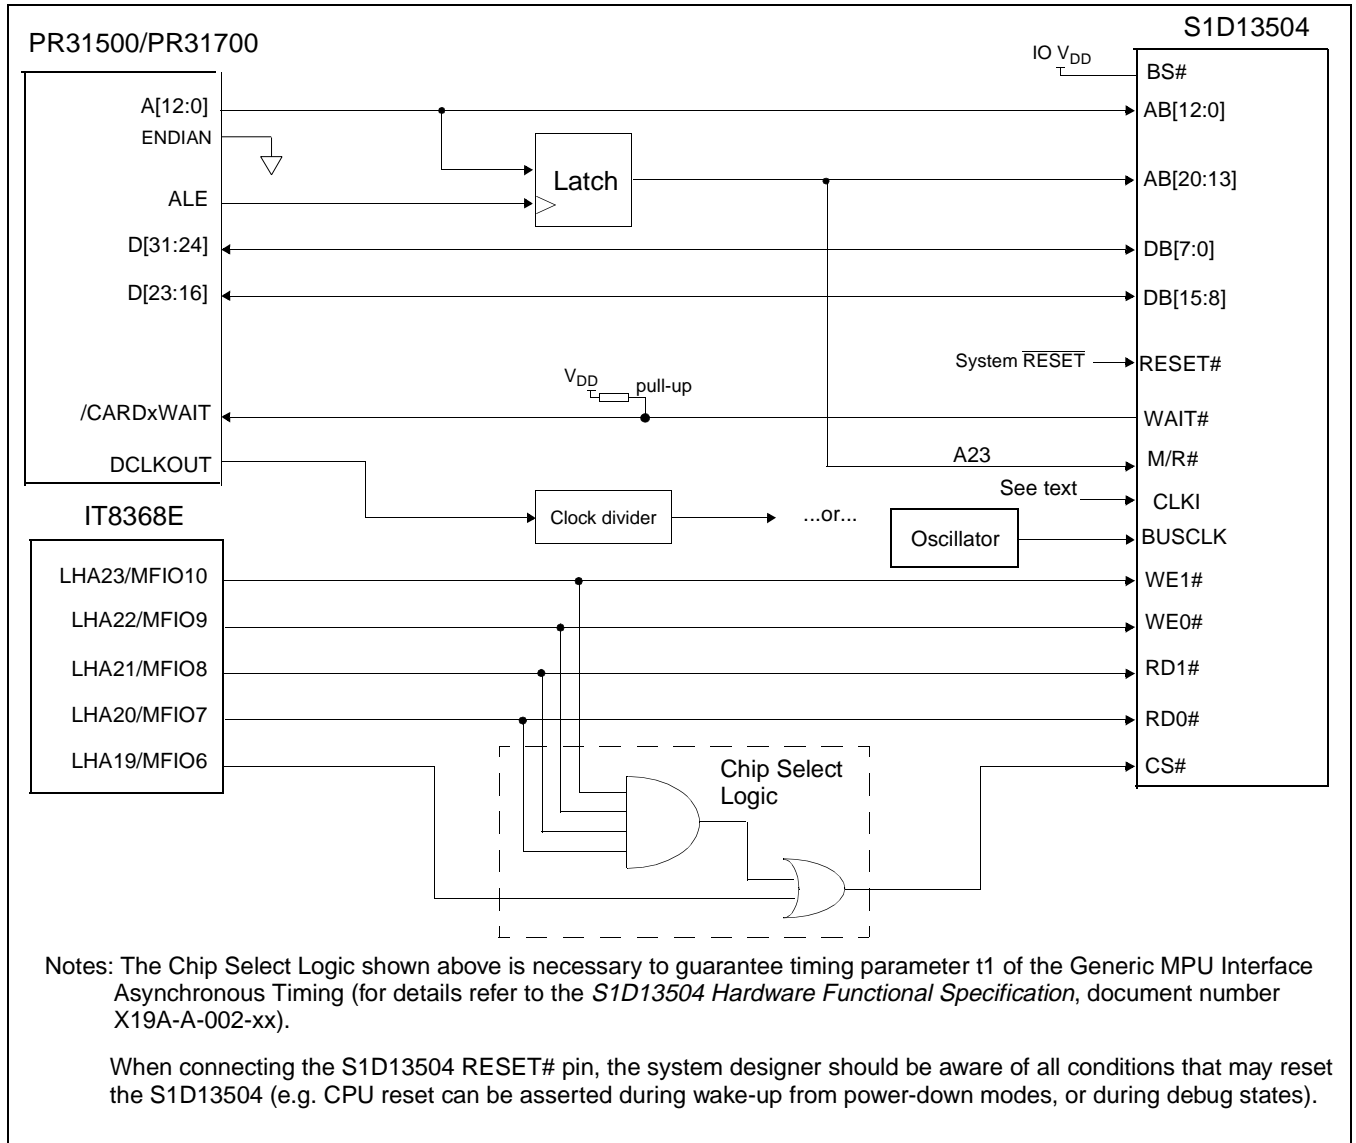 S1D13504
PR31500/PR31700
IO VDD
BS#
A[12:0]
AB[12:0]
ENDIAN
Latch
AB[20:13]
ALE
D[31:24]
DB[7:0]
D[23:16]
DB[15:8]
System RESET
RESET#
VDD
pull-up
/CARDxWAIT
WAIT#
A23
M/R#
DCLKOUT
See text
CLKI
IT8368E
Clock divider
...or...
Oscillator
BUSCLK
LHA23/MFIO10
WE1#
LHA22/MFIO9
WE0#
LHA21/MFIO8
RD1#
LHA20/MFIO7
RD0#
LHA19/MFIO6
Chip Select
Logic
CS#
Notes: The Chip Select Logic shown above is necessary to guarantee timing parameter t1 of the Generic MPU Interface
Asynchronous Timing (for details refer to the S1D13504 Hardware Functional Specification, document number
X19A-A-002-xx).
When connecting the S1D13504 RESET# pin, the system designer should be aware of all conditions that may reset
the S1D13504 (e.g. CPU reset can be asserted during wake-up from power-down modes, or during debug states).